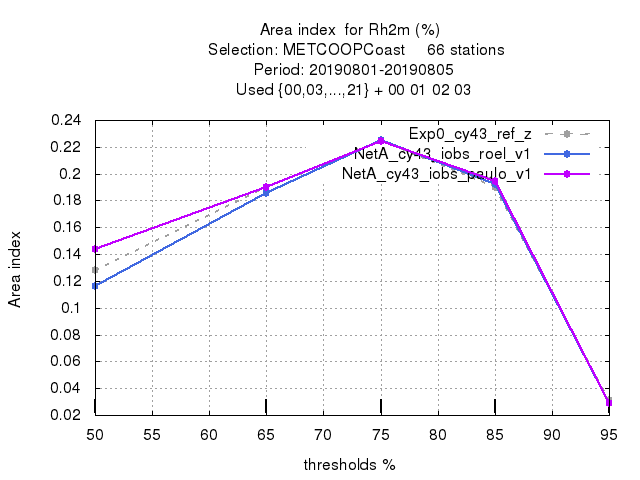 Area index  for Rh2m (%)
Selection: METCOOPCoast    66 stations
Period: 20190801-20190805
Used {00,03,...,21} + 00 01 02 03
Exp0_cy43_ref_z
NetA_cy43_iobs_roel_v1
NetA_cy43_iobs_paulo_v1
0.24
0.22
0.2
0.18
0.16
0.14
0.12
0.1
0.08
0.06
0.04
0.02
Area index
50 55 60 65 70 75 80 85 90 95
thresholds %